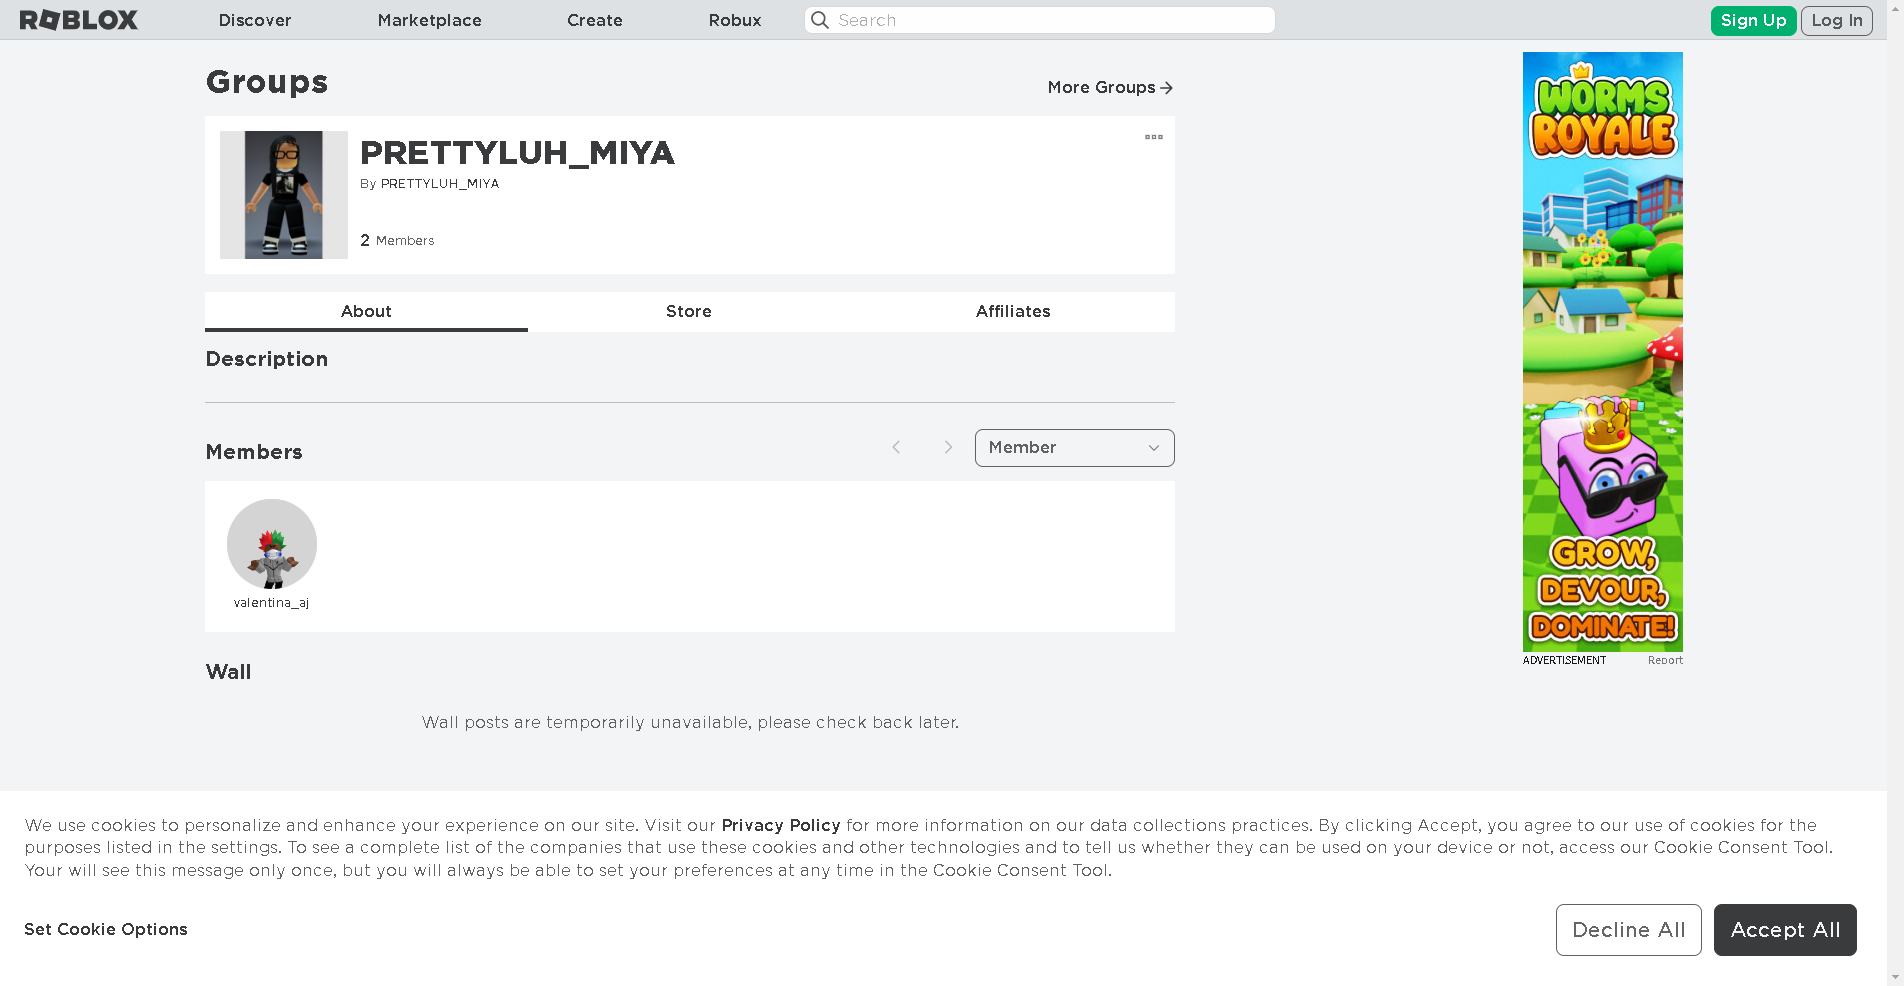 ROBLOX
Discover
Marketplace
Create
Robux
Search
Sign Up
Log In
Groups
More Groups
PRETTYLUH_MIYA
By PRETTYLUH_MIYA
2 Members
About
Store
Affiliates
Description
Members
Member
valentina_aj
Wall
Wall posts are temporarily unavailable, please check back later.
WORMS
ROYALE
GROW,
DEVOUR,
DOMINATE!
ADVERTISEMENT
Report
We use cookies to personalize and enhance your experience on our site. Visit our Privacy Policy for more information on our data collections practices. By clicking Accept, you agree to our use of cookies for the
purposes listed in the settings. To see a complete list of the companies that use these cookies and other technologies and to tell us whether they can be used on your device or not, access our Cookie Consent Tool.
Your will see this message only once, but you will always be able to set your preferences at any time in the Cookie Consent Tool.
Set Cookie Options
Decline All
Accept All